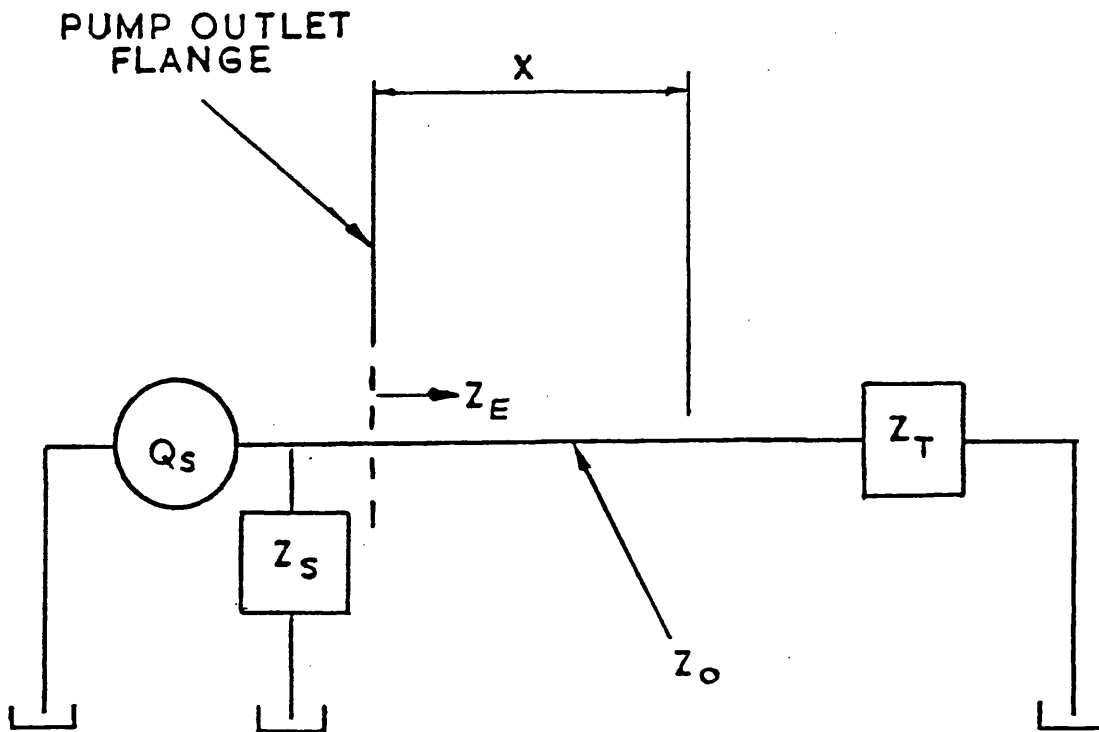 PUMP OUTLET
FLANGE
X
Z_E
Q_S
Z_T
Z_S
Z_O